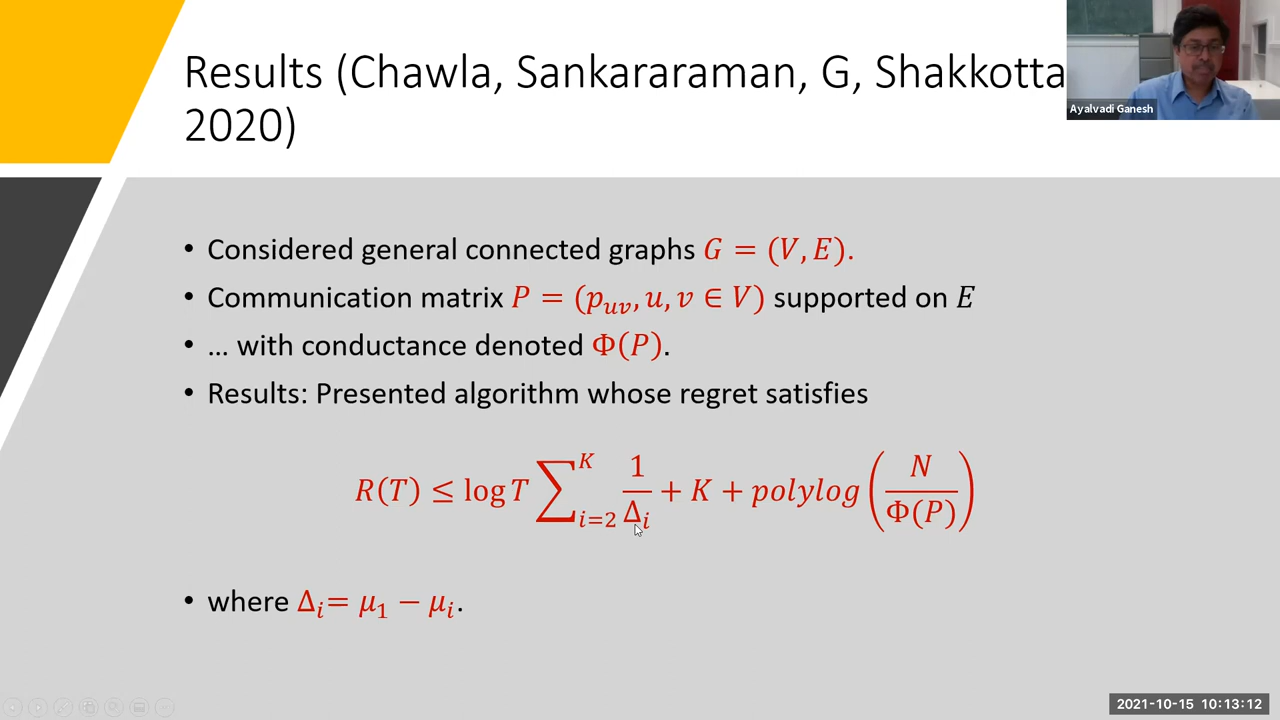 Results (Chawla, Sankararaman, G, Shakkotta
2020)
Ayalvadi Ganesh
• Considered general connected graphs G = (V, E).
• Communication matrix P = (p_{uv}, u, v ∈ V) supported on E
• … with conductance denoted Φ(P).
• Results: Presented algorithm whose regret satisfies
R(T) ≤ log T ∑_{i=2}^{K} 1/Δ_i + K + polylog (N/Φ(P))
• where Δ_i = μ_1 − μ_i.
2021-10-15 10:13:12